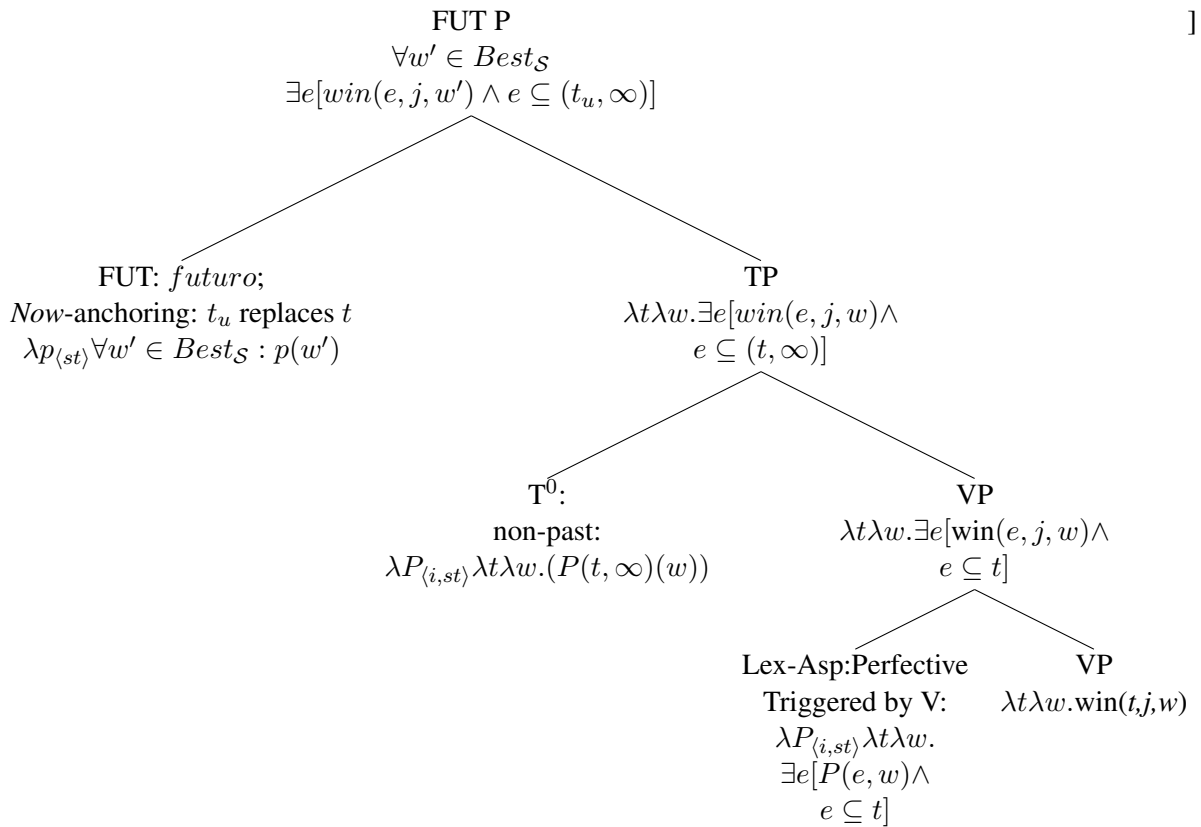 FUT P ]
∀w′ ∈ Best_S
∃e[win(e, j, w′) ∧ e ⊆ (t_u, ∞)]
FUT: futuro;
Now-anchoring: t_u replaces t
λp_⟨st⟩∀w′ ∈ Best_S : p(w′)
TP
λtλw.∃e[win(e, j, w)∧
e ⊆ (t, ∞)]
T^0:
non-past:
λP_⟨i,st⟩λtλw.(P(t, ∞)(w))
VP
λtλw.∃e[win(e, j, w)∧
e ⊆ t]
Lex-Asp:Perfective
Triggered by V:
λP_⟨i,st⟩λtλw.
∃e[P(e, w)∧
e ⊆ t]
VP
λtλw.win(t,j,w)